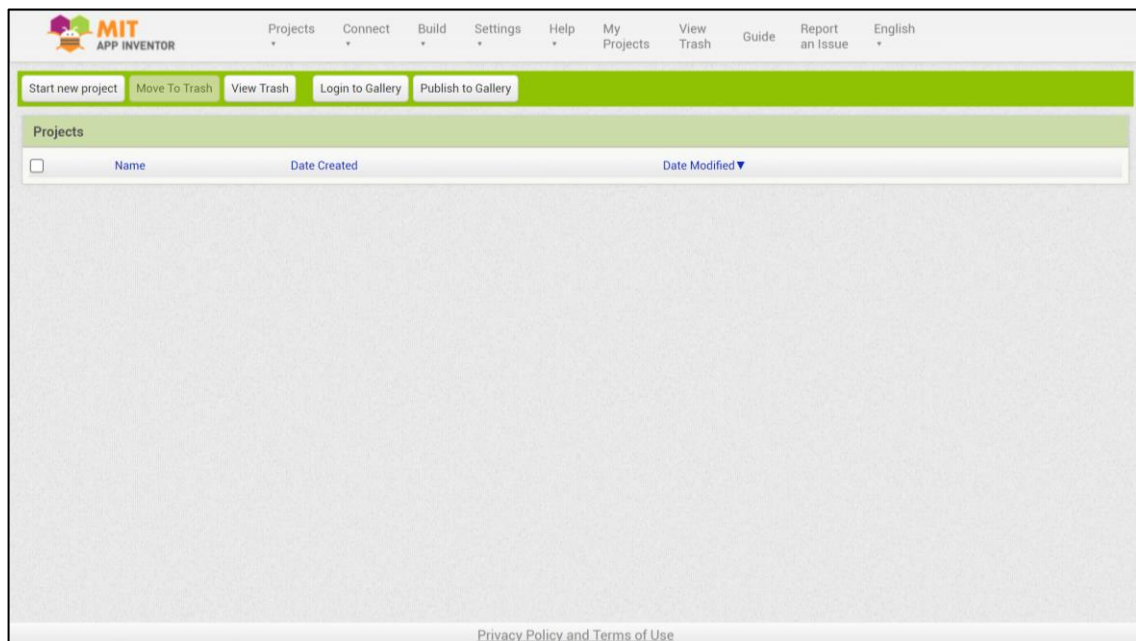 MIT
APP INVENTOR
Projects Connect Build Settings Help My Projects View Trash Guide Report an Issue English
Start new project Move To Trash View Trash Login to Gallery Publish to Gallery
Projects
Name Date Created Date Modified▼
Privacy Policy and Terms of Use